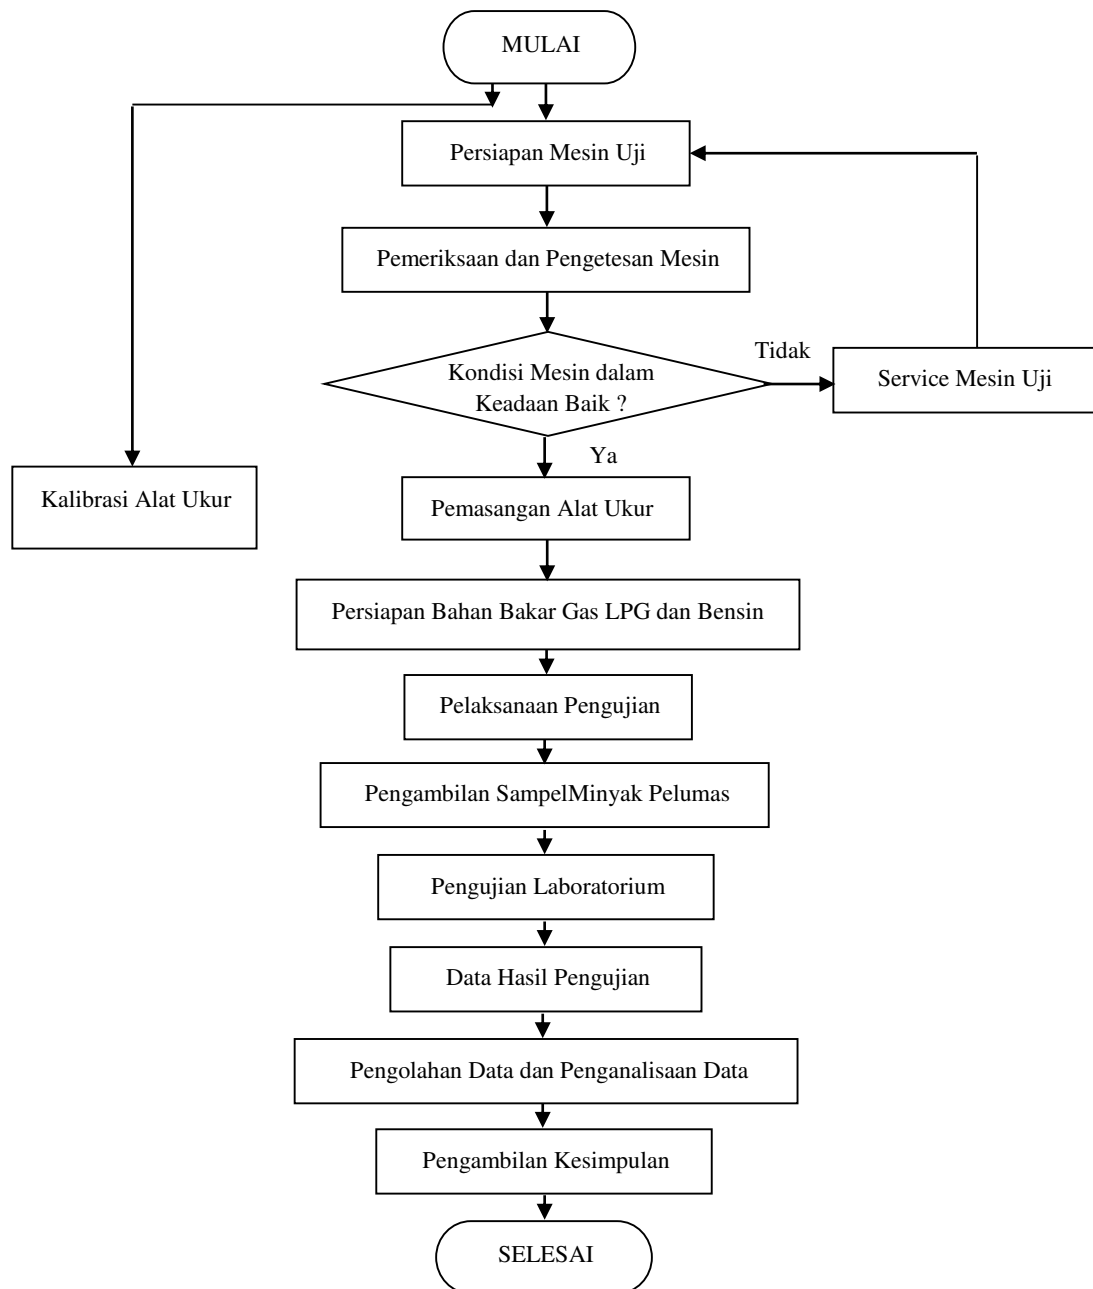 MULAI
Persiapan Mesin Uji
Pemeriksaan dan Pengetesan Mesin
Tidak
Kondisi Mesin dalam
Keadaan Baik ?
Service Mesin Uji
Ya
Kalibrasi Alat Ukur
Pemasangan Alat Ukur
Persiapan Bahan Bakar Gas LPG dan Bensin
Pelaksanaan Pengujian
Pengambilan SampelMinyak Pelumas
Pengujian Laboratorium
Data Hasil Pengujian
Pengolahan Data dan Penganalisaan Data
Pengambilan Kesimpulan
SELESAI